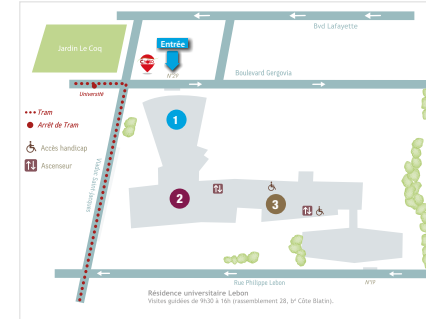 Bvd Lafayette
Jardin Le Coq
Entrée
N°29
Boulevard Gergovia
Université
Tram
Arrêt de Tram
1
Accès handicap
Ascenseur
Viaduc Saint Jacques
2
3
Rue Philippe Lebon
Résidence universitaire Lebon
Visites guidées de 9h30 à 16h (rassemblement 28, bᵈ Côte Blatin).